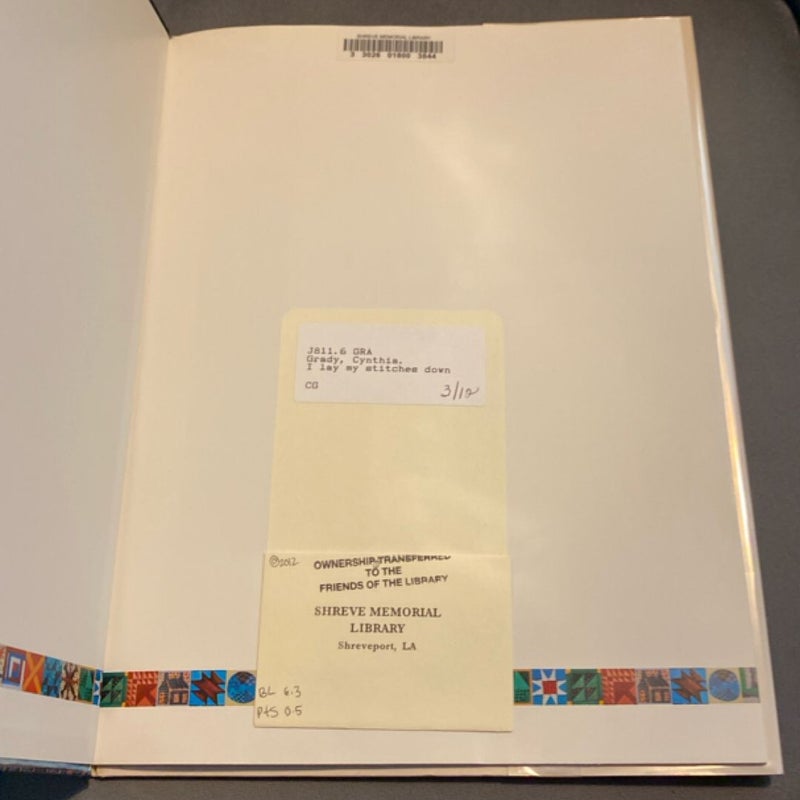 SHREVE MEMORIAL LIBRARY
3 3026 01800 3644
J811.6 GRA
Grady, Cynthia.
I lay my stitches down
CG
3/12
©2012
OWNERSHIP TRANSFERRED
TO THE
FRIENDS OF THE LIBRARY
SHREVE MEMORIAL
LIBRARY
Shreveport, LA
BL 6.3
Pts 0.5